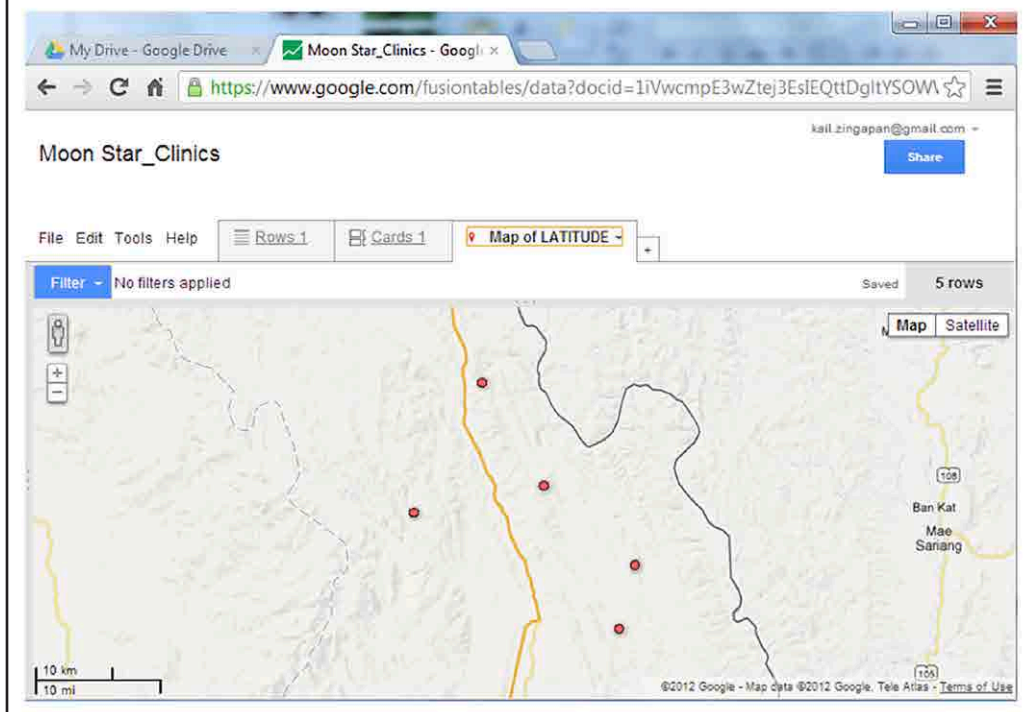 My Drive - Google Drive
Moon Star_Clinics - Googl
https://www.google.com/fusiontables/data?docid=1iVwcmpE3wZtej3EsIEQttDgltYSOW
kail.zingapan@gmail.com
Moon Star_Clinics
Share
File Edit Tools Help
Rows 1
Cards 1
Map of LATITUDE
+
Filter
No filters applied
Saved
5 rows
Map
Satellite
+
−
108
Ban Kat
Mae
Sariang
105
10 km
10 mi
©2012 Google - Map data ©2012 Google, Tele Atlas - Terms of Use